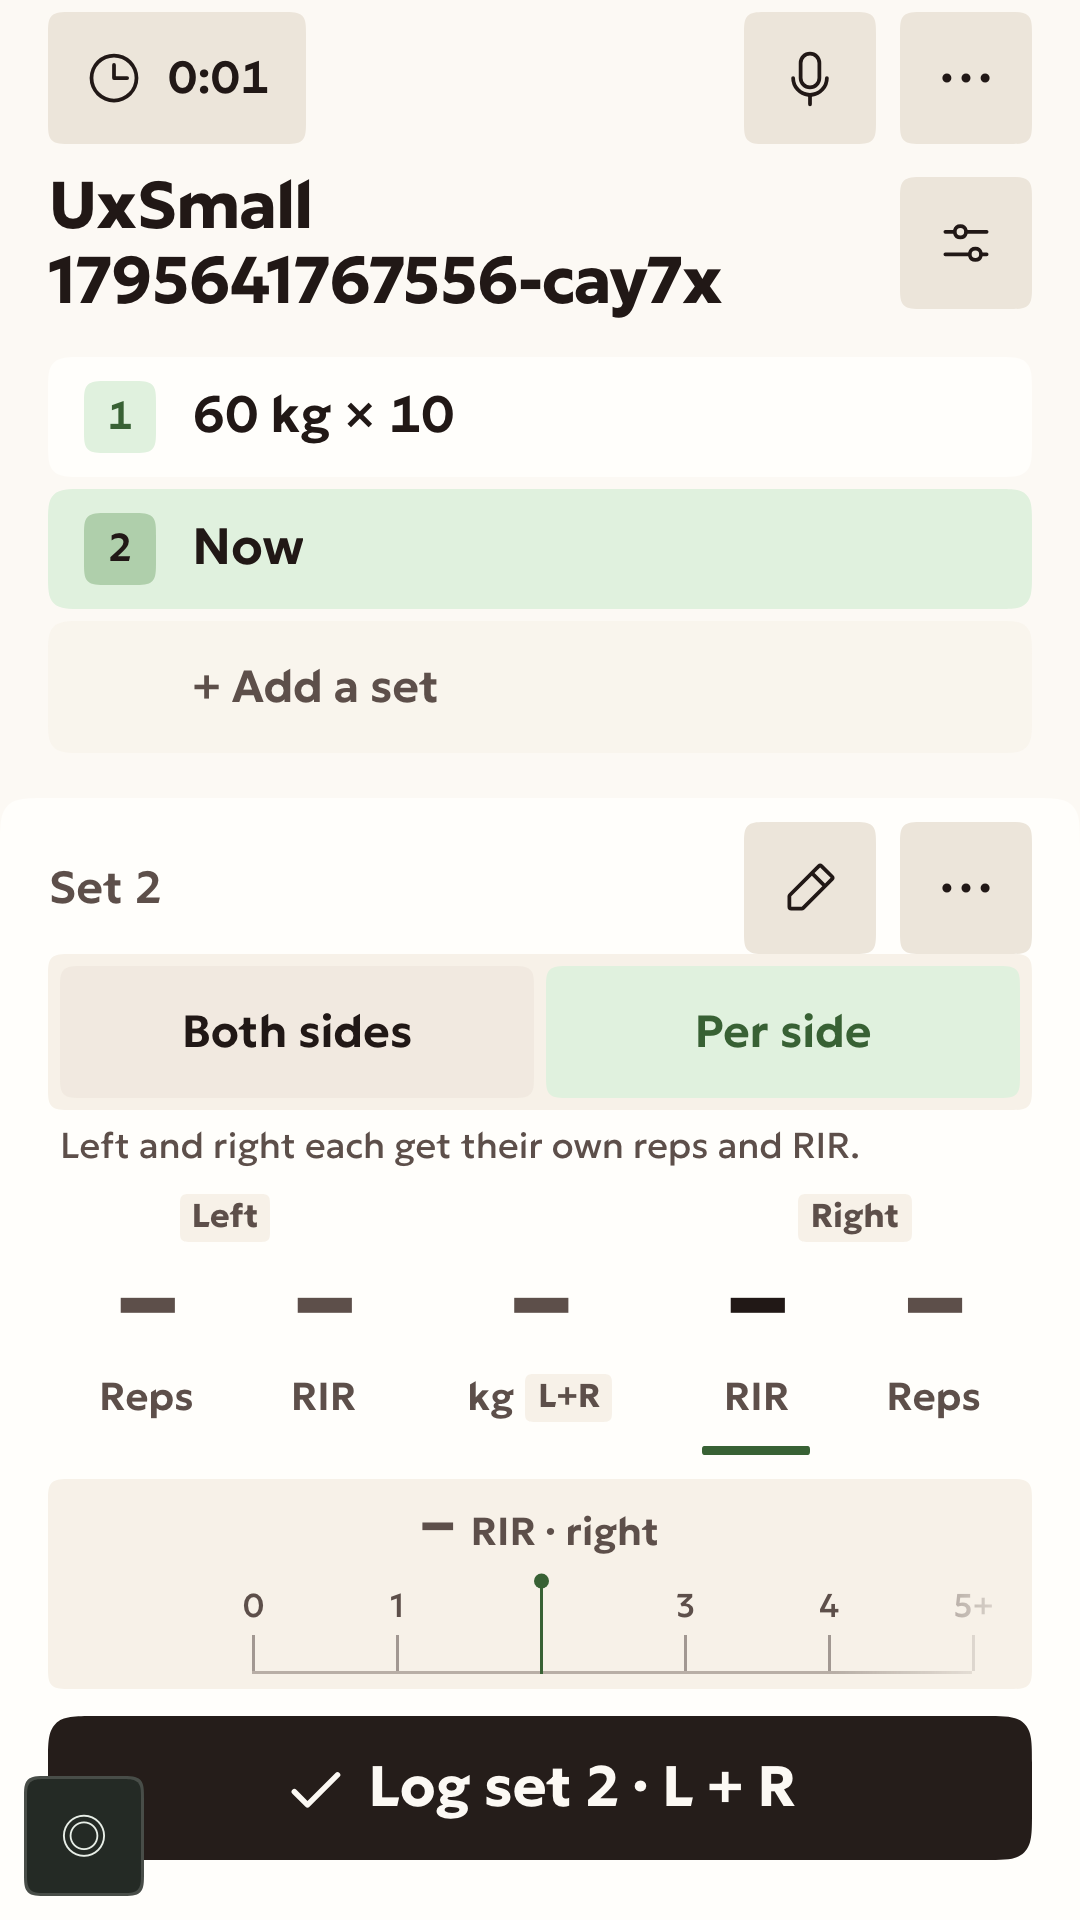 0:01
UxSmall
1795641767556-cay7x
1 60 kg × 10
2 Now
+ Add a set
Set 2
Both sides Per side
Left and right each get their own reps and RIR.
Left Right
– – – – –
Reps RIR kg L+R RIR Reps
– RIR · right
0 1 3 4 5+
Log set 2 · L + R